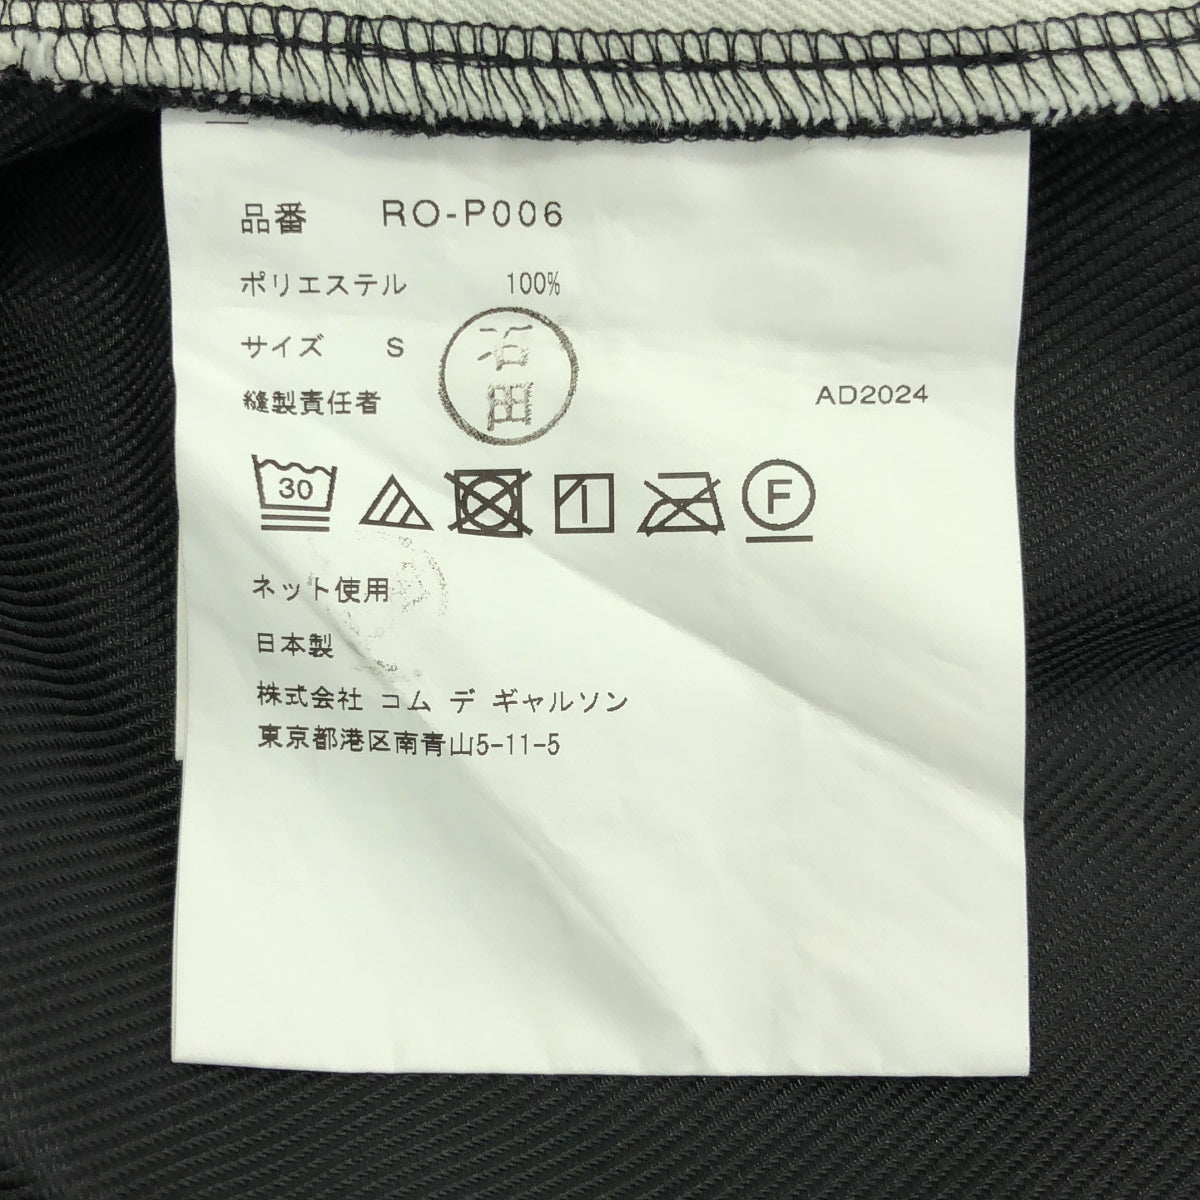 品番 RO-P006
ポリエステル 100%
サイズ S
石田
縫製責任者
AD2024
30
F
ネット使用
日本製
株式会社 コム デ ギャルソン
東京都港区南青山5-11-5